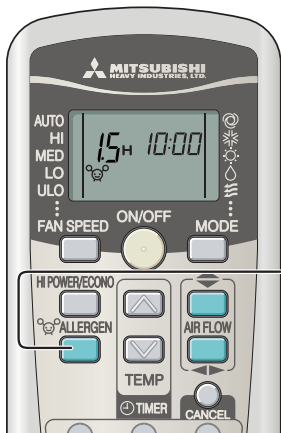 MITSUBISHI
HEAVY INDUSTRIES, LTD.
AUTO
HI
MED
LO
ULO
1.5H 10:00
FAN SPEED
ON/OFF
MODE
HI POWER/ECONO
ALLERGEN
AIR FLOW
TEMP
TIMER
CANCEL